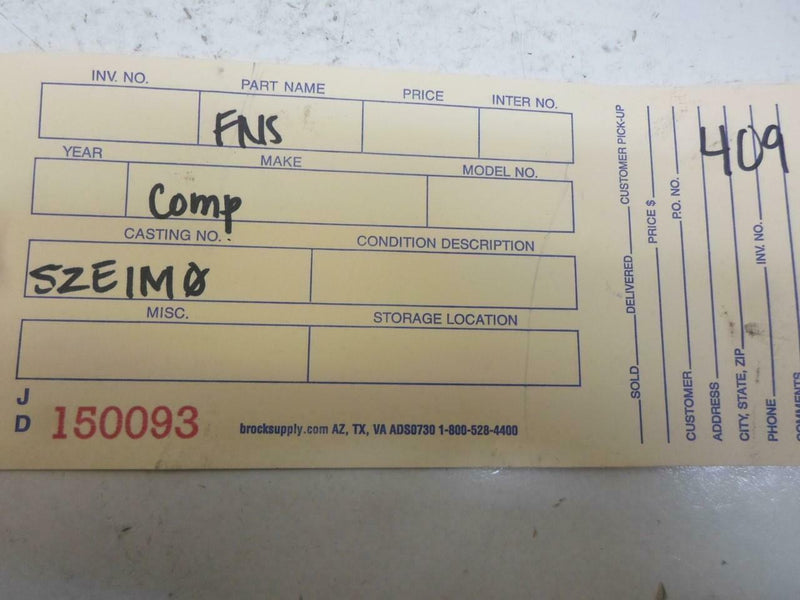 INV. NO. PART NAME PRICE INTER NO.
FNS
YEAR MAKE MODEL NO.
Comp
CASTING NO. CONDITION DESCRIPTION
SZE1M0
MISC. STORAGE LOCATION
J
D 150093
brocksupply.com AZ, TX, VA ADS0730 1-800-528-4400
SOLD DELIVERED CUSTOMER PICK-UP
PRICE $
CUSTOMER P.O. NO.
ADDRESS
CITY, STATE, ZIP
PHONE INV. NO.
COMMENTS
409